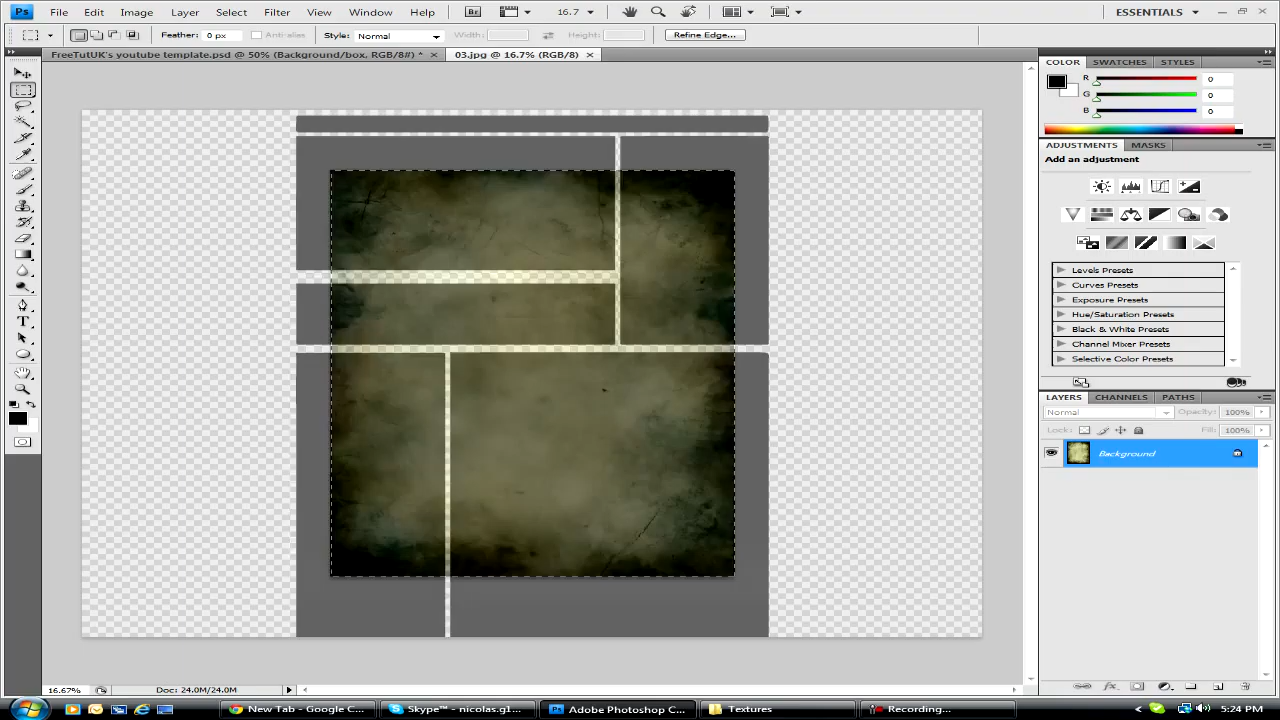 Ps File Edit Image Layer Select Filter View Window Help Br 16.7 ESSENTIALS
Feather: 0 px Anti-alias Style: Normal Width: Height: Refine Edge...
FreeTutUK's youtube template.psd @ 50% (Background/box, RGB/8#) * × 03.jpg @ 16.7% (RGB/8) ×
COLOR SWATCHES STYLES
R 0
G 0
B 0
ADJUSTMENTS MASKS
Add an adjustment
Levels Presets
Curves Presets
Exposure Presets
Hue/Saturation Presets
Black & White Presets
Channel Mixer Presets
Selective Color Presets
LAYERS CHANNELS PATHS
Normal Opacity: 100%
Lock: Fill: 100%
Background
16.67% Doc: 24.0M/24.0M
New Tab - Google C... Skype™ - nicolas.g1... Adobe Photoshop C... Textures Recording... 5:24 PM